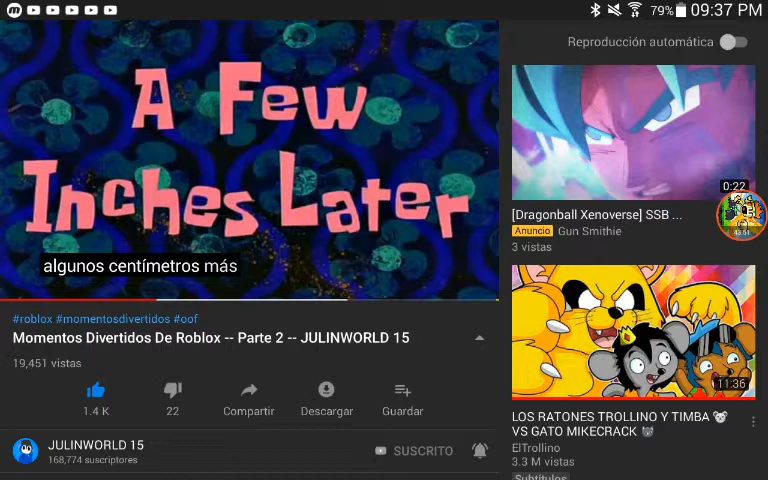 79% 09:37 PM
A Few
Inches Later
algunos centímetros más
#roblox #momentosdivertidos #oof
Momentos Divertidos De Roblox -- Parte 2 -- JULINWORLD 15
19,451 vistas
1.4 K
22
Compartir
Descargar
Guardar
JULINWORLD 15
168,774 suscriptores
SUSCRITO
Reproducción automática
0:22
[Dragonball Xenoverse] SSB ...
Anuncio Gun Smithie
3 vistas
43:51
11:36
LOS RATONES TROLLINO Y TIMBA 🐭
VS GATO MIKECRACK 🐱
ElTrollino
3.3 M vistas
Subtítulos